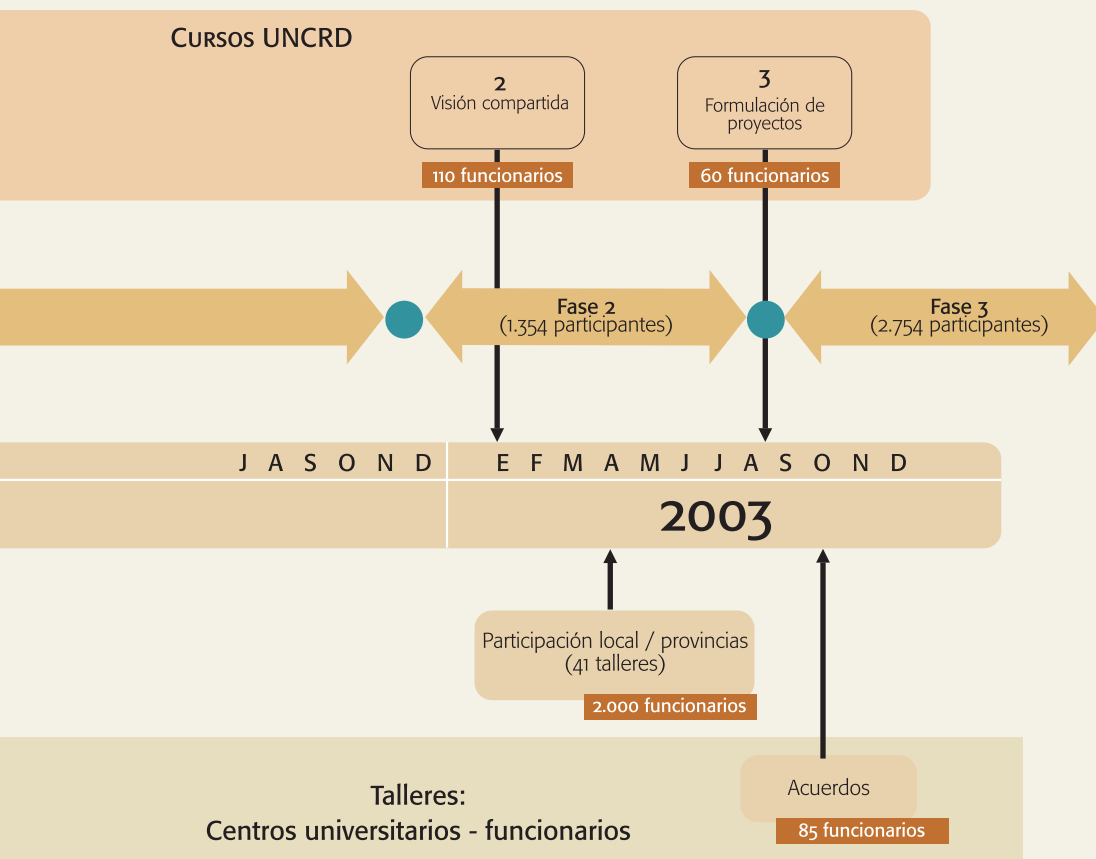 CURSOS UNCRD
2
Visión compartida
110 funcionarios
3
Formulación de
proyectos
60 funcionarios
Fase 2
(1.354 participantes)
Fase 3
(2.754 participantes)
J A S O N D E F M A M J J A S O N D
2003
Participación local / provincias
(41 talleres)
2.000 funcionarios
Talleres:
Centros universitarios - funcionarios
Acuerdos
85 funcionarios